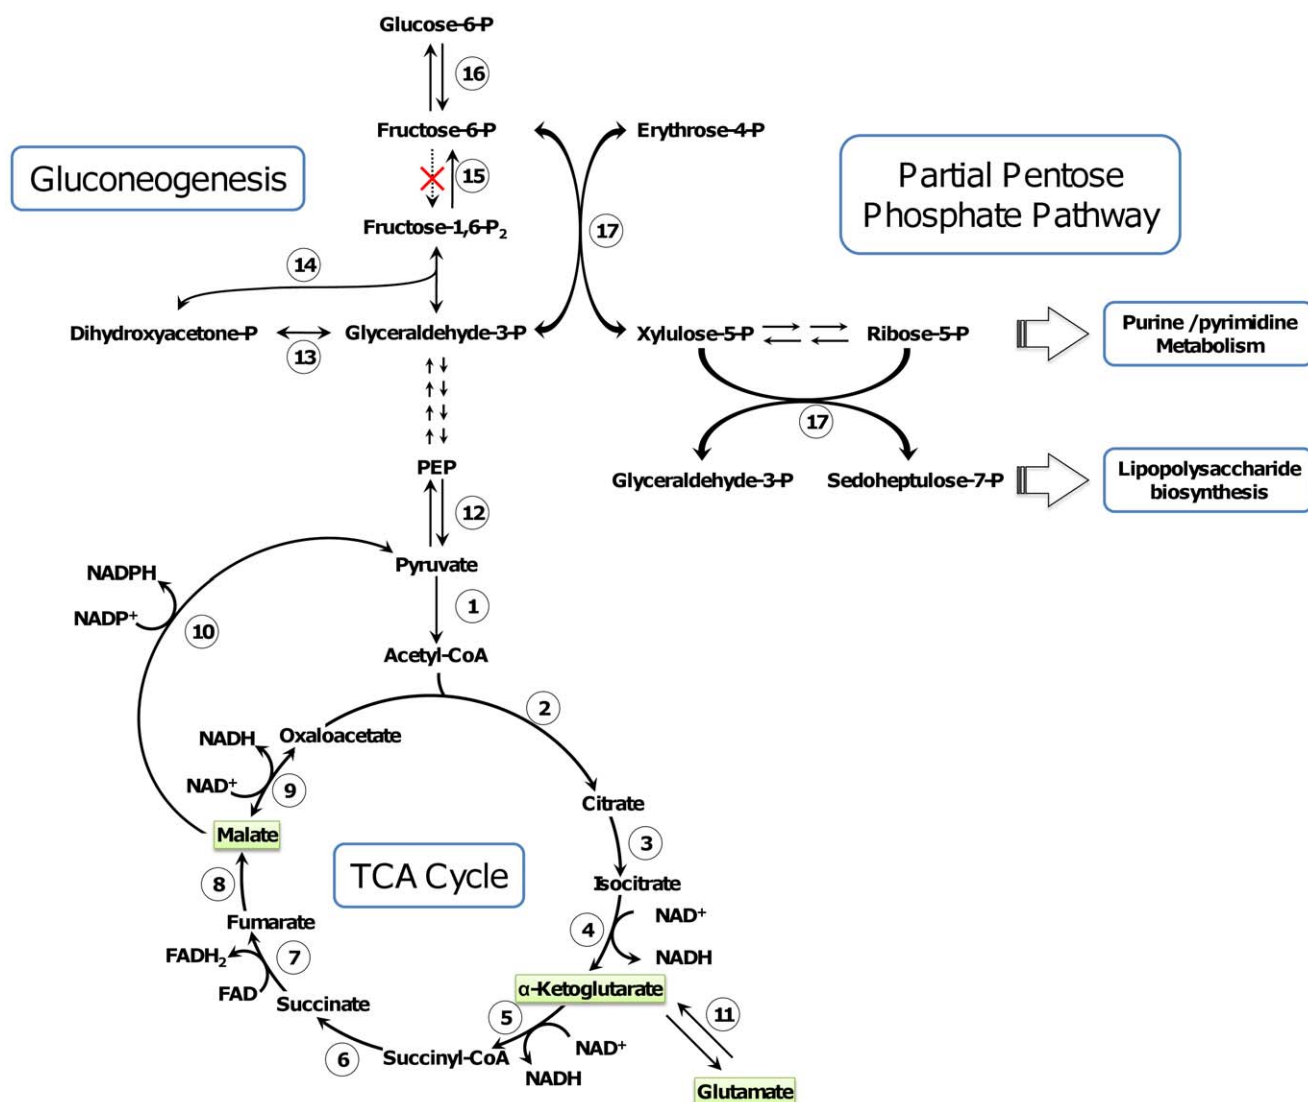 Glucose-6-P
16
Fructose-6-P
Erythrose-4-P
Gluconeogenesis
15
Partial Pentose
Phosphate Pathway
Fructose-1,6-P2
17
14
Dihydroxyacetone-P
13
Glyceraldehyde-3-P
Xylulose-5-P
Ribose-5-P
Purine /pyrimidine
Metabolism
17
PEP
Glyceraldehyde-3-P
Sedoheptulose-7-P
Lipopolysaccharide
biosynthesis
12
Pyruvate
NADPH
NADP+
10
1
Acetyl-CoA
2
Oxaloacetate
NADH
NAD+
9
Citrate
Malate
3
TCA Cycle
8
Isocitrate
NAD+
4
NADH
Fumarate
FADH2
7
FAD
Succinate
α-Ketoglutarate
5
11
6
Succinyl-CoA
NAD+
NADH
Glutamate